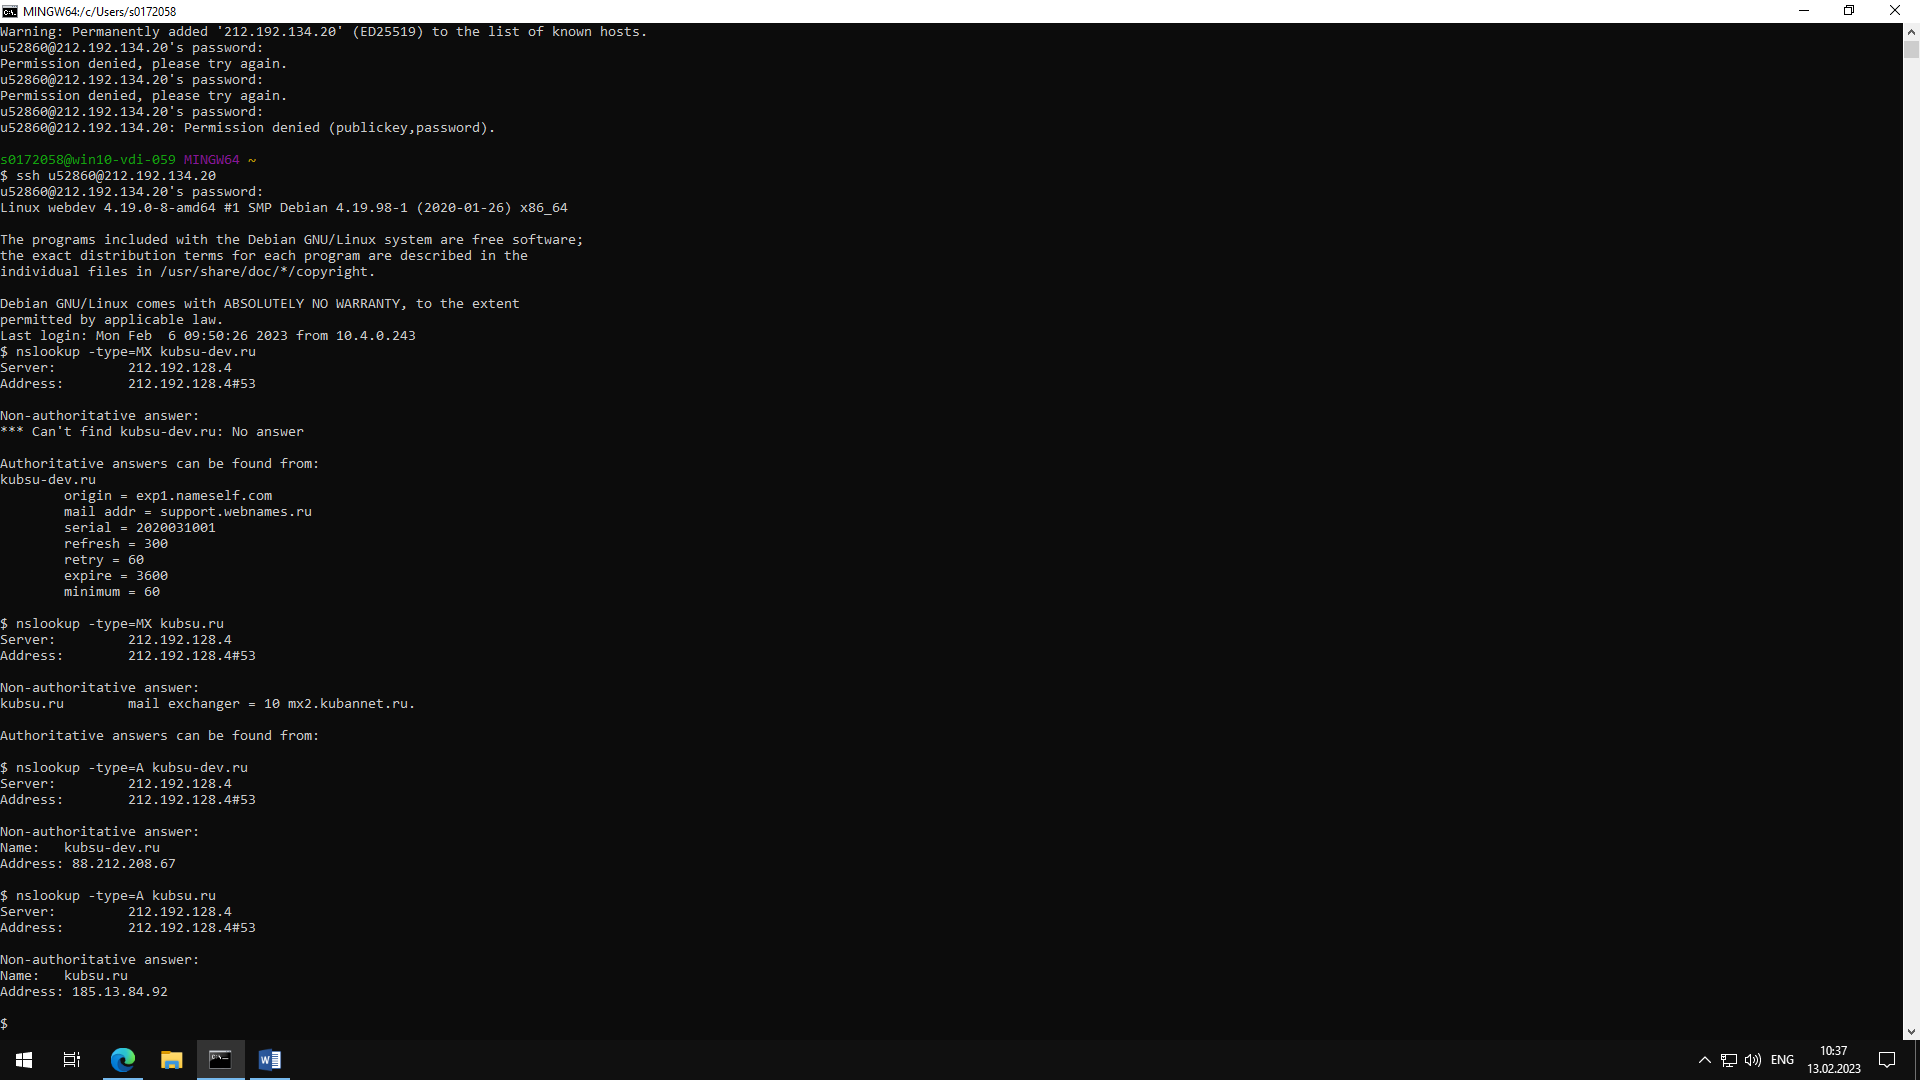 MINGW64:/c/Users/s0172058
Warning: Permanently added '212.192.134.20' (ED25519) to the list of known hosts.
u52860@212.192.134.20's password:
Permission denied, please try again.
u52860@212.192.134.20's password:
Permission denied, please try again.
u52860@212.192.134.20's password:
u52860@212.192.134.20: Permission denied (publickey,password).
s0172058@win10-vdi-059 MINGW64 ~
$ ssh u52860@212.192.134.20
u52860@212.192.134.20's password:
Linux webdev 4.19.0-8-amd64 #1 SMP Debian 4.19.98-1 (2020-01-26) x86_64
The programs included with the Debian GNU/Linux system are free software;
the exact distribution terms for each program are described in the
individual files in /usr/share/doc/*/copyright.
Debian GNU/Linux comes with ABSOLUTELY NO WARRANTY, to the extent
permitted by applicable law.
Last login: Mon Feb  6 09:50:26 2023 from 10.4.0.243
$ nslookup -type=MX kubsu-dev.ru
Server:         212.192.128.4
Address:        212.192.128.4#53
Non-authoritative answer:
*** Can't find kubsu-dev.ru: No answer
Authoritative answers can be found from:
kubsu-dev.ru
        origin = exp1.nameself.com
        mail addr = support.webnames.ru
        serial = 2020031001
        refresh = 300
        retry = 60
        expire = 3600
        minimum = 60
$ nslookup -type=MX kubsu.ru
Server:         212.192.128.4
Address:        212.192.128.4#53
Non-authoritative answer:
kubsu.ru        mail exchanger = 10 mx2.kubannet.ru.
Authoritative answers can be found from:
$ nslookup -type=A kubsu-dev.ru
Server:         212.192.128.4
Address:        212.192.128.4#53
Non-authoritative answer:
Name:   kubsu-dev.ru
Address: 88.212.208.67
$ nslookup -type=A kubsu.ru
Server:         212.192.128.4
Address:        212.192.128.4#53
Non-authoritative answer:
Name:   kubsu.ru
Address: 185.13.84.92
$
ENG
10:37
13.02.2023